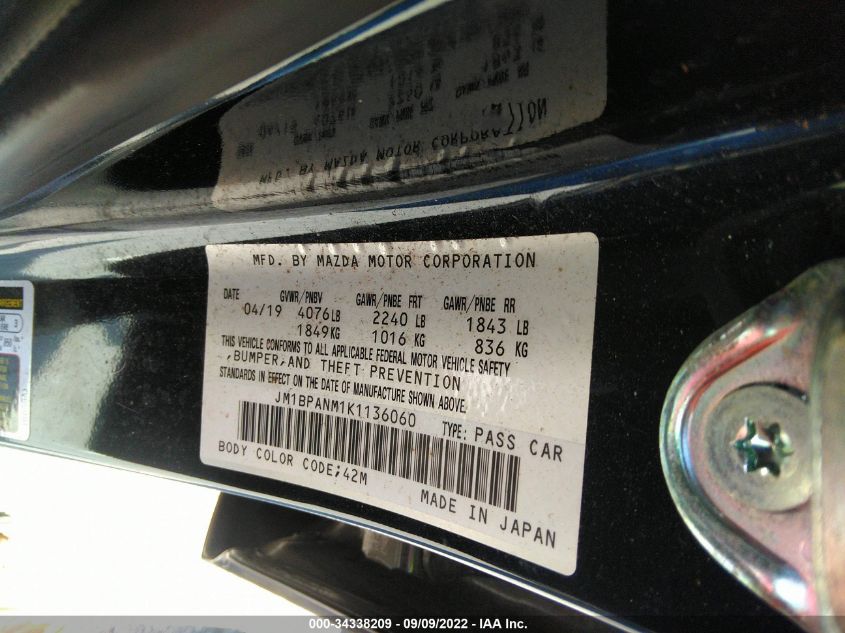 MFD. BY MAZDA MOTOR CORPORATION
DATE GVWR/PNBV GAWR/PNBE FRT GAWR/PNBE RR
04/19 4076LB 2240 LB 1843 LB
1849KG 1016 KG 836 KG
THIS VEHICLE CONFORMS TO ALL APPLICABLE FEDERAL MOTOR VEHICLE SAFETY
,BUMPER,AND THEFT PREVENTION
STANDARDS IN EFFECT ON THE DATE OF MANUFACTURE SHOWN ABOVE.
JM1BPANM1K1136060 TYPE: PASS CAR
BODY COLOR CODE;42M
MADE IN JAPAN
000-34338209 - 09/09/2022 - IAA Inc.